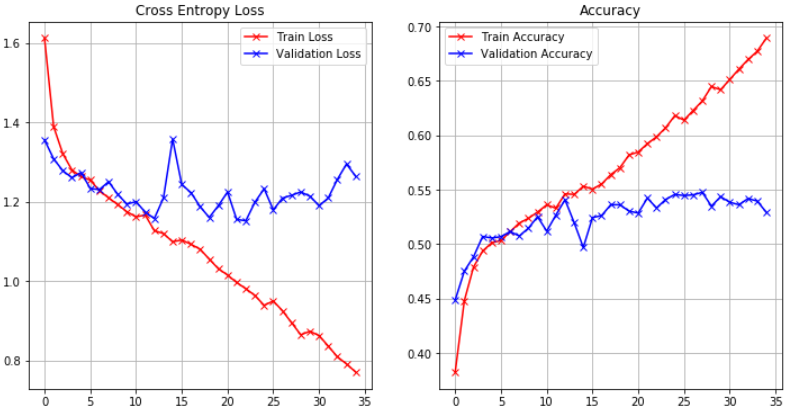 Cross Entropy Loss
Train Loss
Validation Loss
1.6
1.4
1.2
1.0
0.8
0 5 10 15 20 25 30 35
Accuracy
Train Accuracy
Validation Accuracy
0.70
0.65
0.60
0.55
0.50
0.45
0.40
0 5 10 15 20 25 30 35